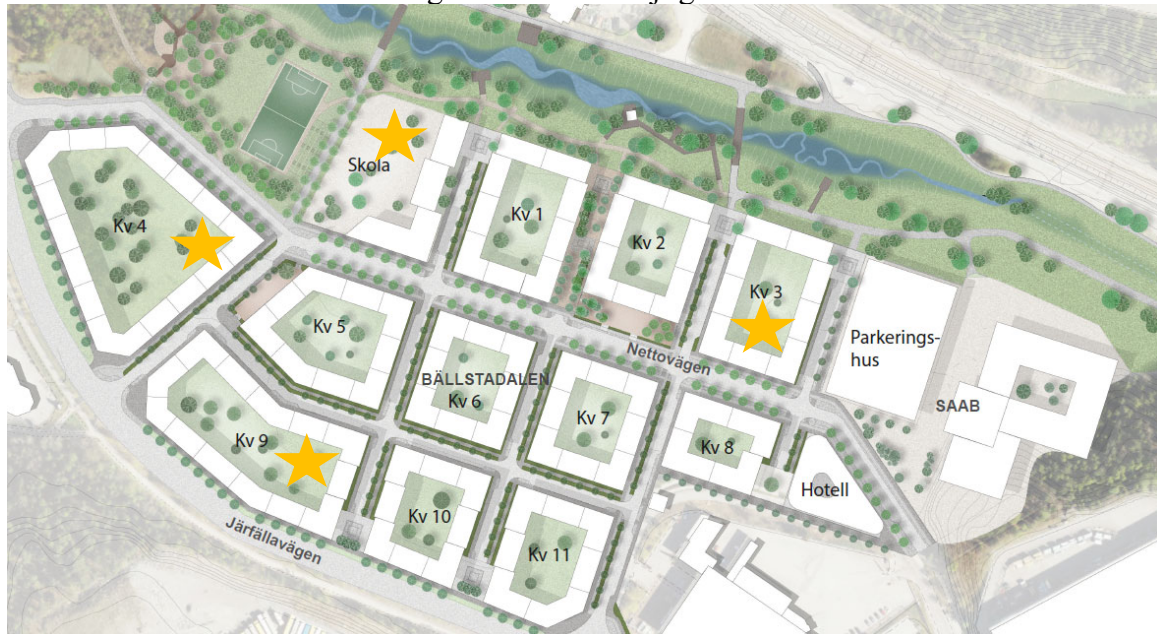 Skola
Kv 4
Kv 1
Kv 2
Kv 3
Kv 5
Nettovägen
Parkerings-
hus
BÄLLSTADALEN
Kv 6
SAAB
Kv 7
Kv 8
Kv 9
Hotell
Kv 10
Kv 11
Järfällavägen